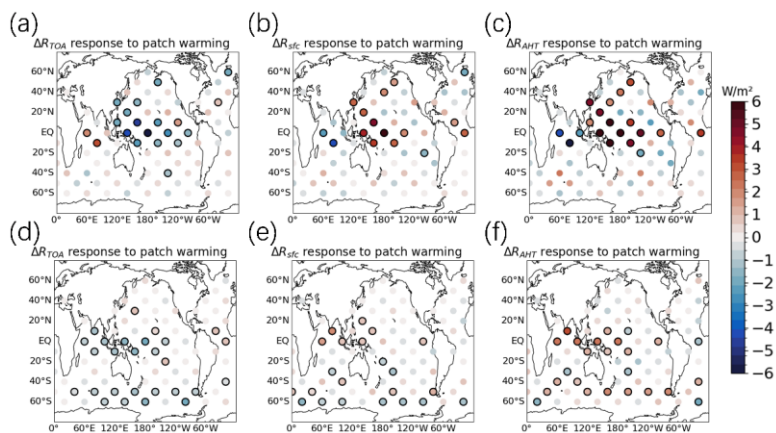 (a) (b) (c)
ΔR_TOA response to patch warming ΔR_sfc response to patch warming ΔR_AHT response to patch warming
W/m²
60°N 60°N 60°N
40°N 40°N 40°N
20°N 20°N 20°N
EQ EQ EQ
20°S 20°S 20°S
40°S 40°S 40°S
60°S 60°S 60°S
0° 60°E 120°E 180° 120°W 60°W 0° 60°E 120°E 180° 120°W 60°W 0° 60°E 120°E 180° 120°W 60°W
(d) (e) (f)
ΔR_TOA response to patch warming ΔR_sfc response to patch warming ΔR_AHT response to patch warming
60°N 60°N 60°N
40°N 40°N 40°N
20°N 20°N 20°N
EQ EQ EQ
20°S 20°S 20°S
40°S 40°S 40°S
60°S 60°S 60°S
0° 60°E 120°E 180° 120°W 60°W 0° 60°E 120°E 180° 120°W 60°W 0° 60°E 120°E 180° 120°W 60°W
6
5
4
3
2
1
0
−1
−2
−3
−4
−5
−6